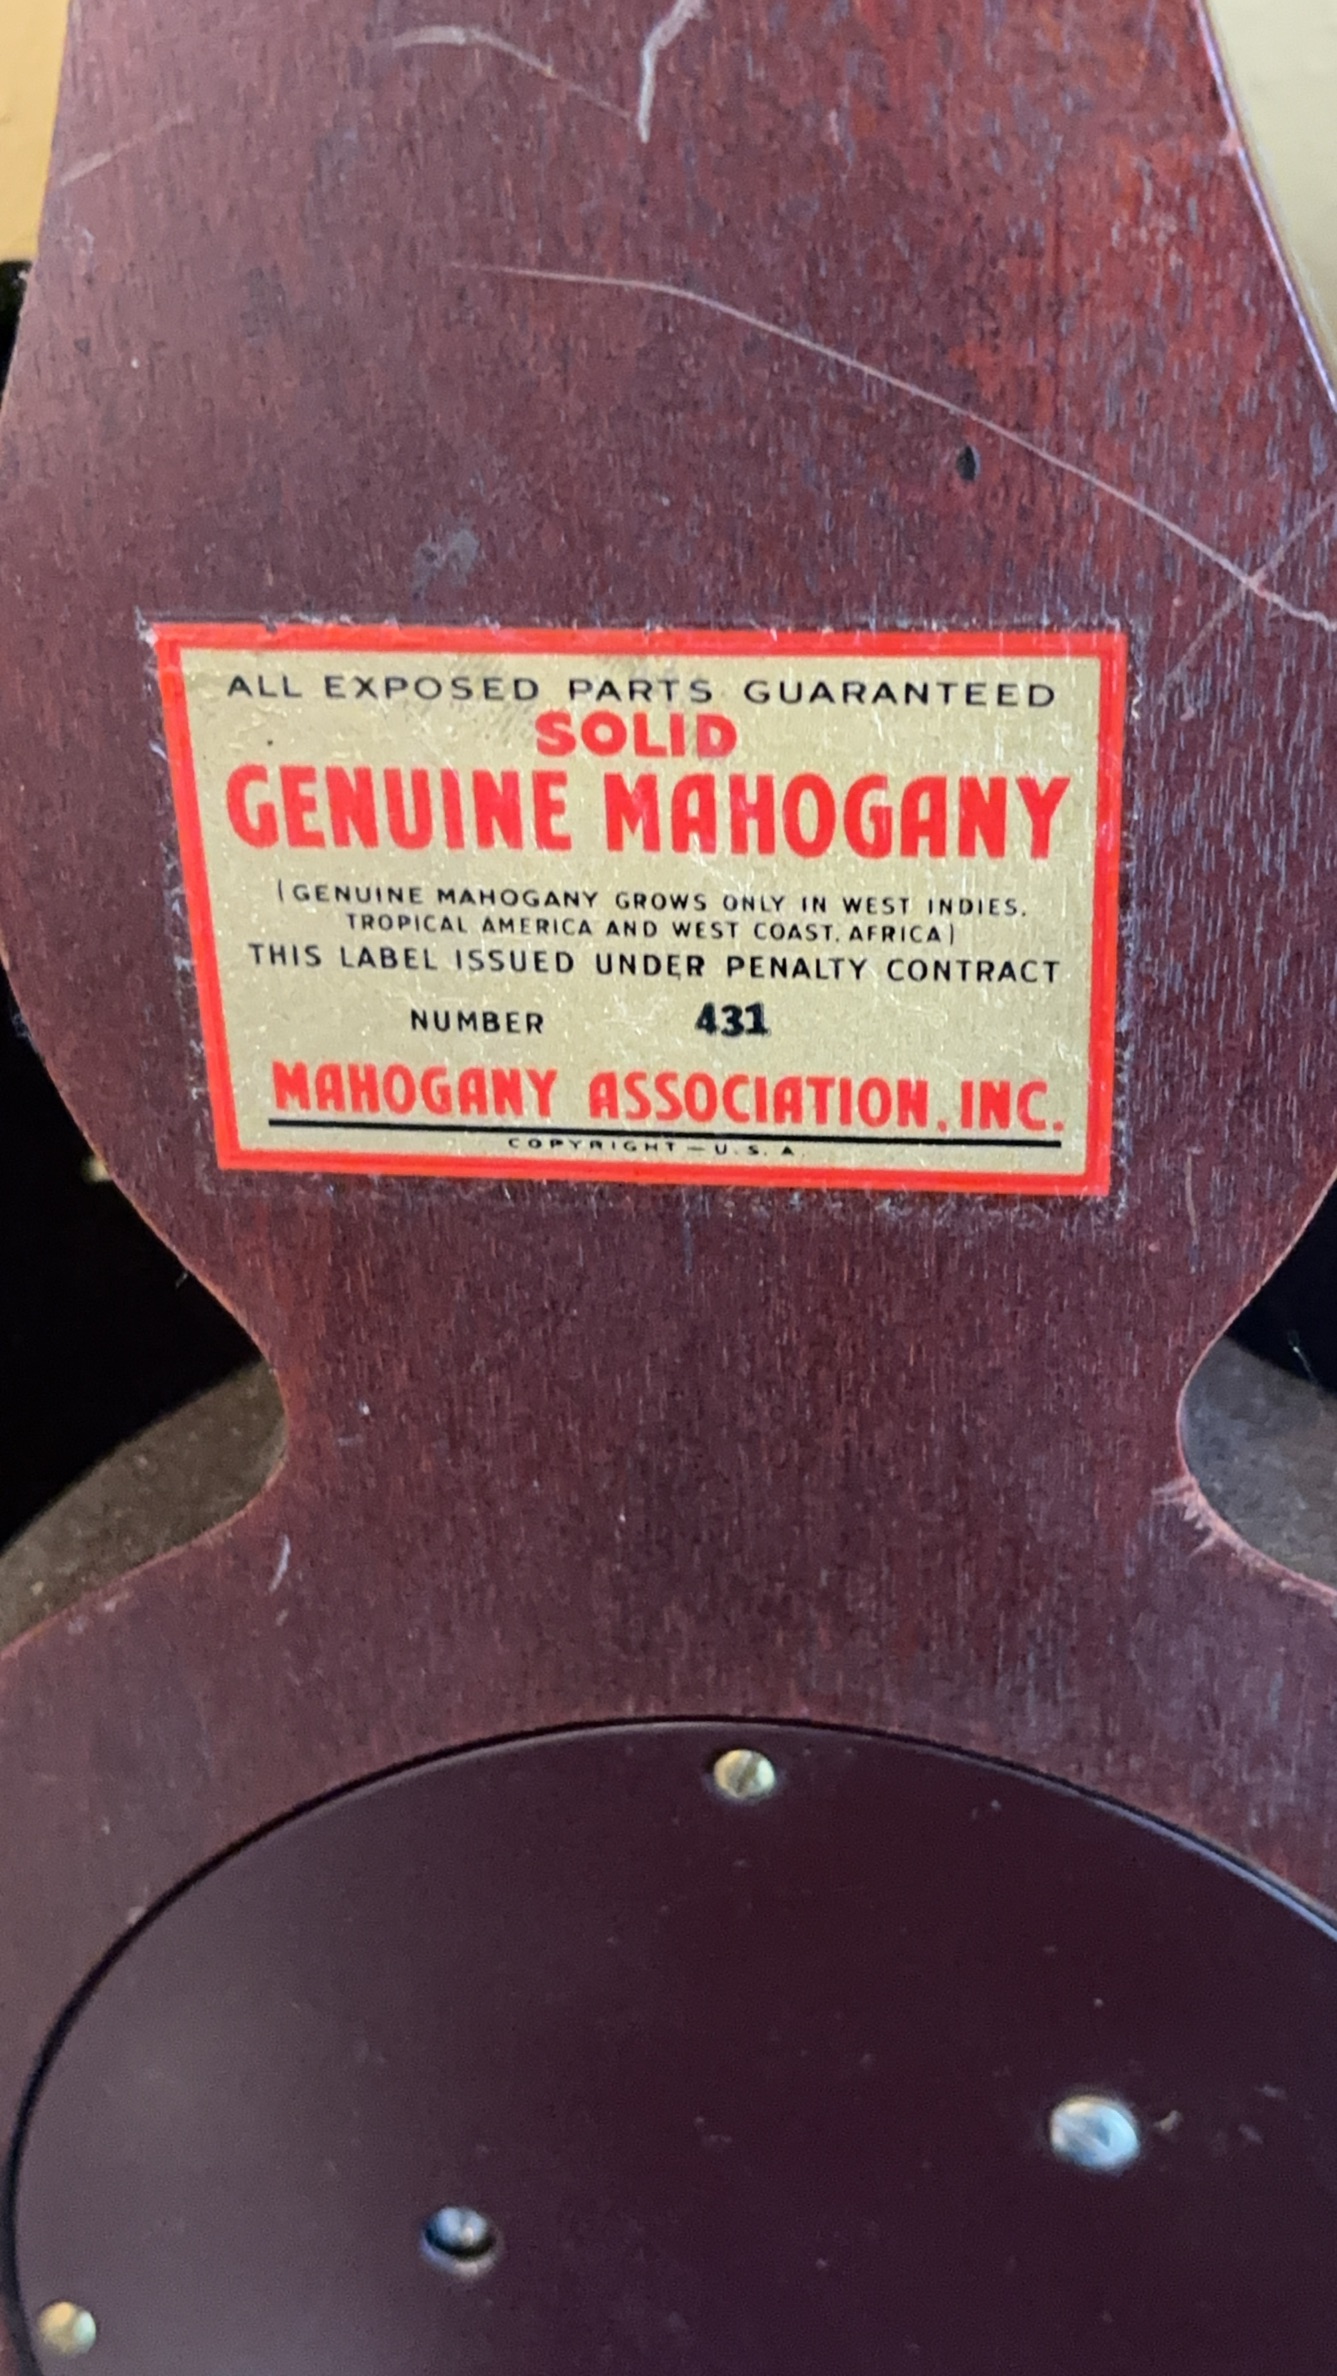 ALL EXPOSED PARTS GUARANTEED
SOLID
GENUINE MAHOGANY
(GENUINE MAHOGANY GROWS ONLY IN WEST INDIES,
TROPICAL AMERICA AND WEST COAST, AFRICA)
THIS LABEL ISSUED UNDER PENALTY CONTRACT
NUMBER 431
MAHOGANY ASSOCIATION, INC.
COPYRIGHT — U.S.A.